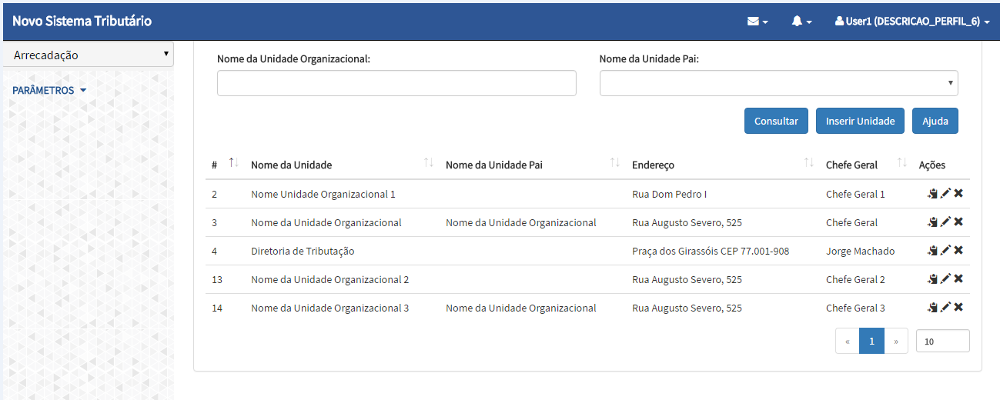 Novo Sistema Tributário
User1 (DESCRICAO_PERFIL_6)
Arrecadação
PARÂMETROS
Nome da Unidade Organizacional: Nome da Unidade Pai:
Consultar Inserir Unidade Ajuda
# Nome da Unidade Nome da Unidade Pai Endereço Chefe Geral Ações
2 Nome Unidade Organizacional 1 Rua Dom Pedro I Chefe Geral 1
3 Nome da Unidade Organizacional Nome da Unidade Organizacional Rua Augusto Severo, 525 Chefe Geral
4 Diretoria de Tributação Praça dos Girassóis CEP 77.001-908 Jorge Machado
13 Nome da Unidade Organizacional 2 Rua Augusto Severo, 525 Chefe Geral 2
14 Nome da Unidade Organizacional 3 Nome da Unidade Organizacional Rua Augusto Severo, 525 Chefe Geral 3
« 1 » 10